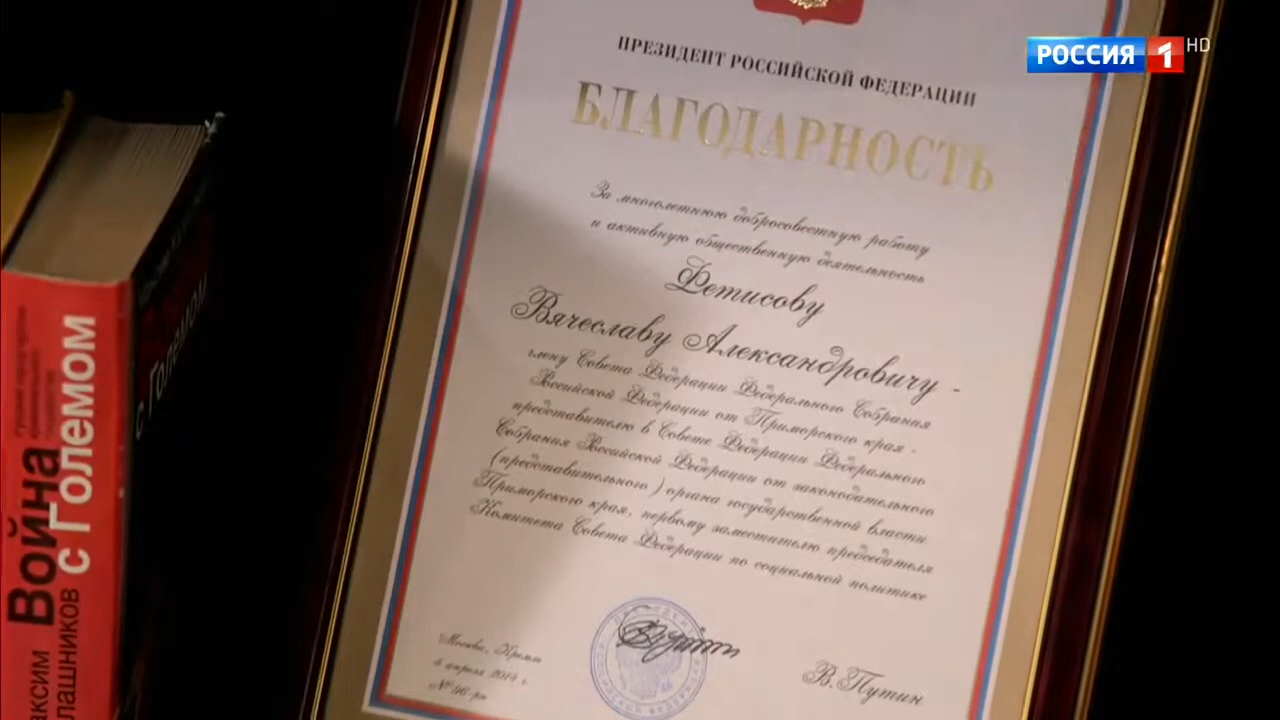 РОССИЯ 1 HD
ПРЕЗИДЕНТ РОССИЙСКОЙ ФЕДЕРАЦИИ
БЛАГОДАРНОСТЬ
За многолетнюю добросовестную работу
и активную общественную деятельность
Фетисову
Вячеславу Александровичу -
члену Совета Федерации Федерального Собрания
Российской Федерации от Приморского края -
представителю в Совете Федерации Федерального
Собрания Российской Федерации от законодательного
(представительного) органа государственной власти
Приморского края, первому заместителю председателя
Комитета Совета Федерации по социальной политике
Москва, Кремль
4 апреля 2014 г.
В.Путин
аксим
лашников
Война
с Големом
с Големом